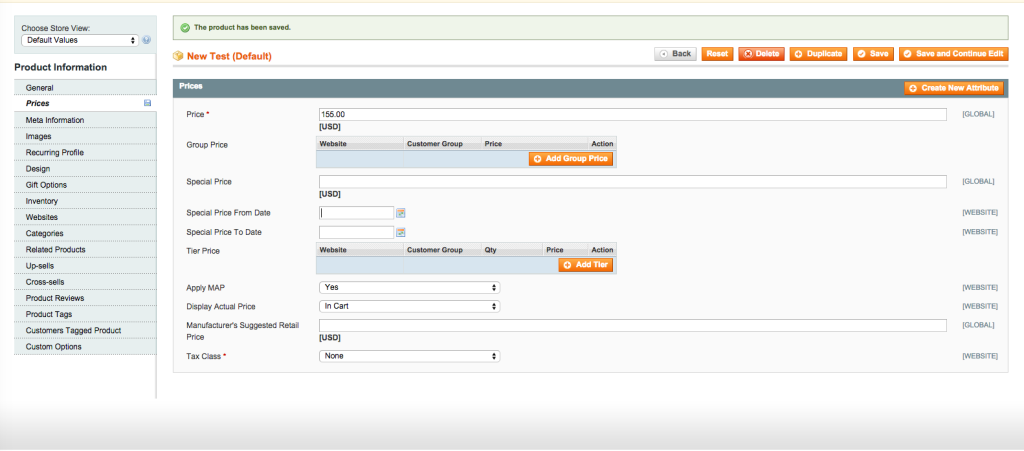 Choose Store View:
Default Values
Product Information
General
Prices
Meta Information
Images
Recurring Profile
Design
Gift Options
Inventory
Websites
Categories
Related Products
Up-sells
Cross-sells
Product Reviews
Product Tags
Customers Tagged Product
Custom Options
The product has been saved.
New Test (Default)
Back Reset Delete Duplicate Save Save and Continue Edit
Prices Create New Attribute
Price * 155.00 [GLOBAL]
[USD]
Group Price Website Customer Group Price Action
Add Group Price
Special Price [GLOBAL]
[USD]
Special Price From Date [WEBSITE]
Special Price To Date [WEBSITE]
Tier Price Website Customer Group Qty Price Action
Add Tier
Apply MAP Yes [WEBSITE]
Display Actual Price In Cart [WEBSITE]
Manufacturer's Suggested Retail [GLOBAL]
Price [USD]
Tax Class * None [WEBSITE]